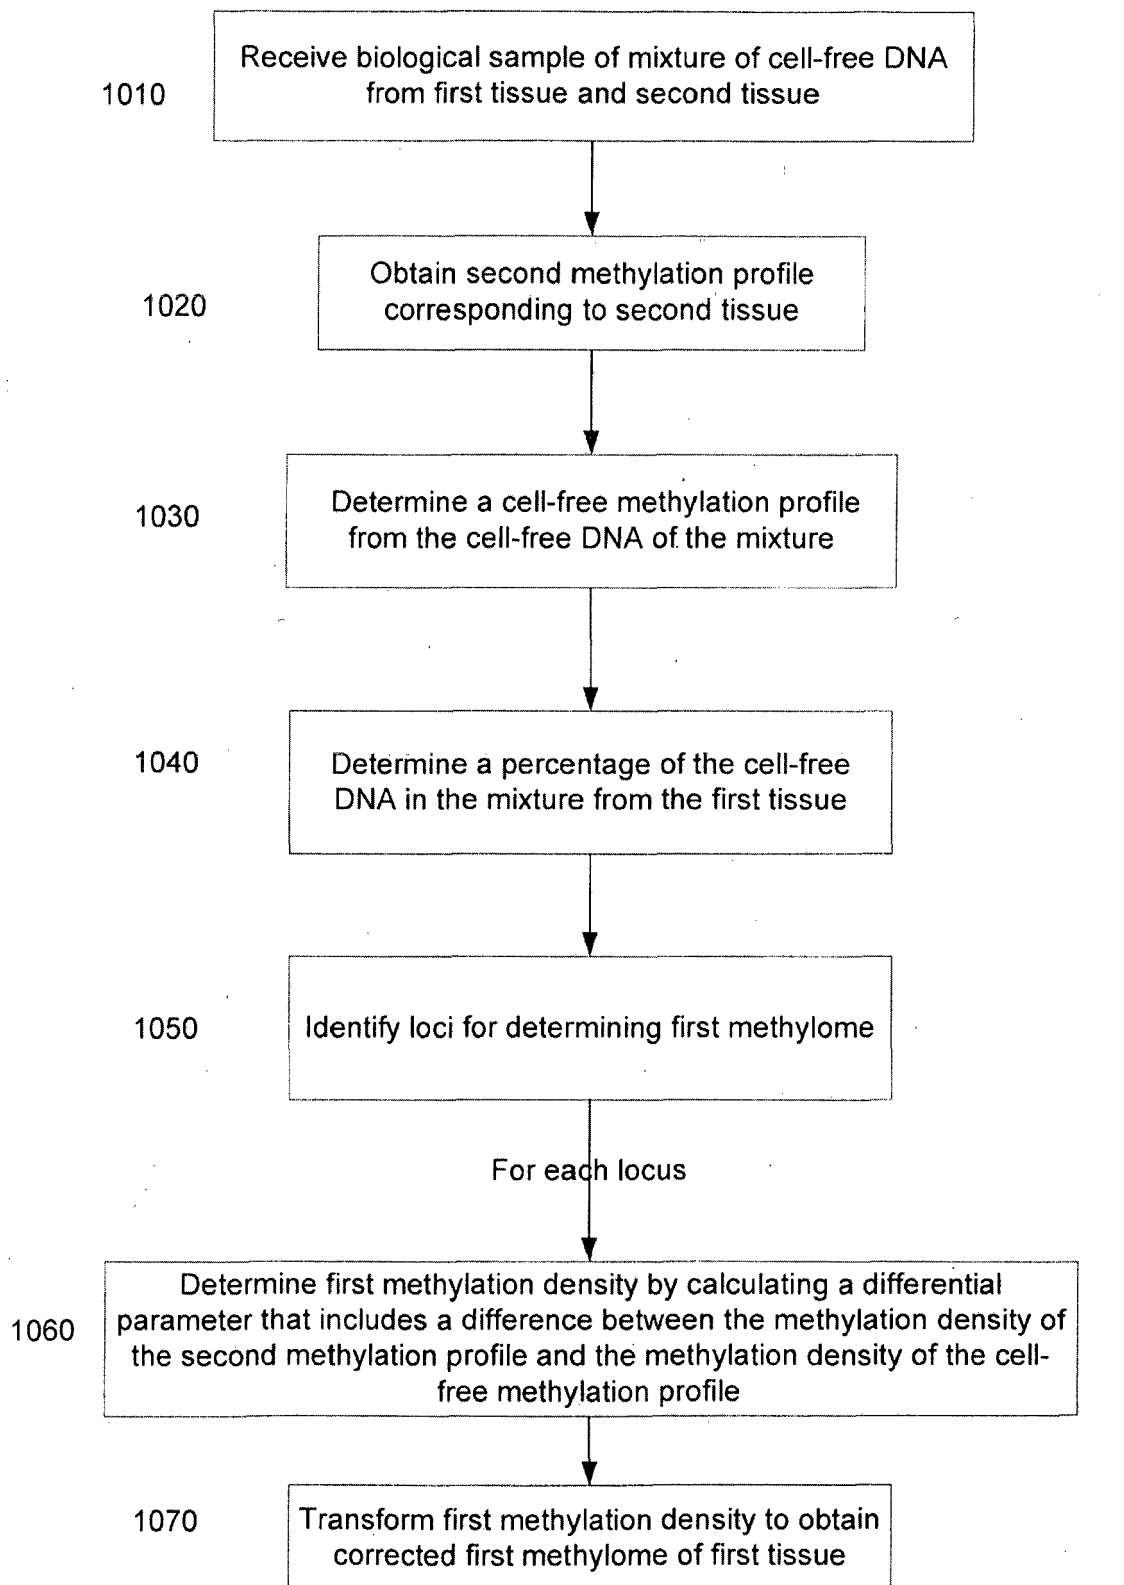 Receive biological sample of mixture of cell-free DNA
from first tissue and second tissue
1010
Obtain second methylation profile
corresponding to second tissue
1020
Determine a cell-free methylation profile
from the cell-free DNA of the mixture
1030
Determine a percentage of the cell-free
DNA in the mixture from the first tissue
1040
Identify loci for determining first methylome
1050
For each locus
Determine first methylation density by calculating a differential
parameter that includes a difference between the methylation density of
the second methylation profile and the methylation density of the cell-
free methylation profile
1060
Transform first methylation density to obtain
corrected first methylome of first tissue
1070